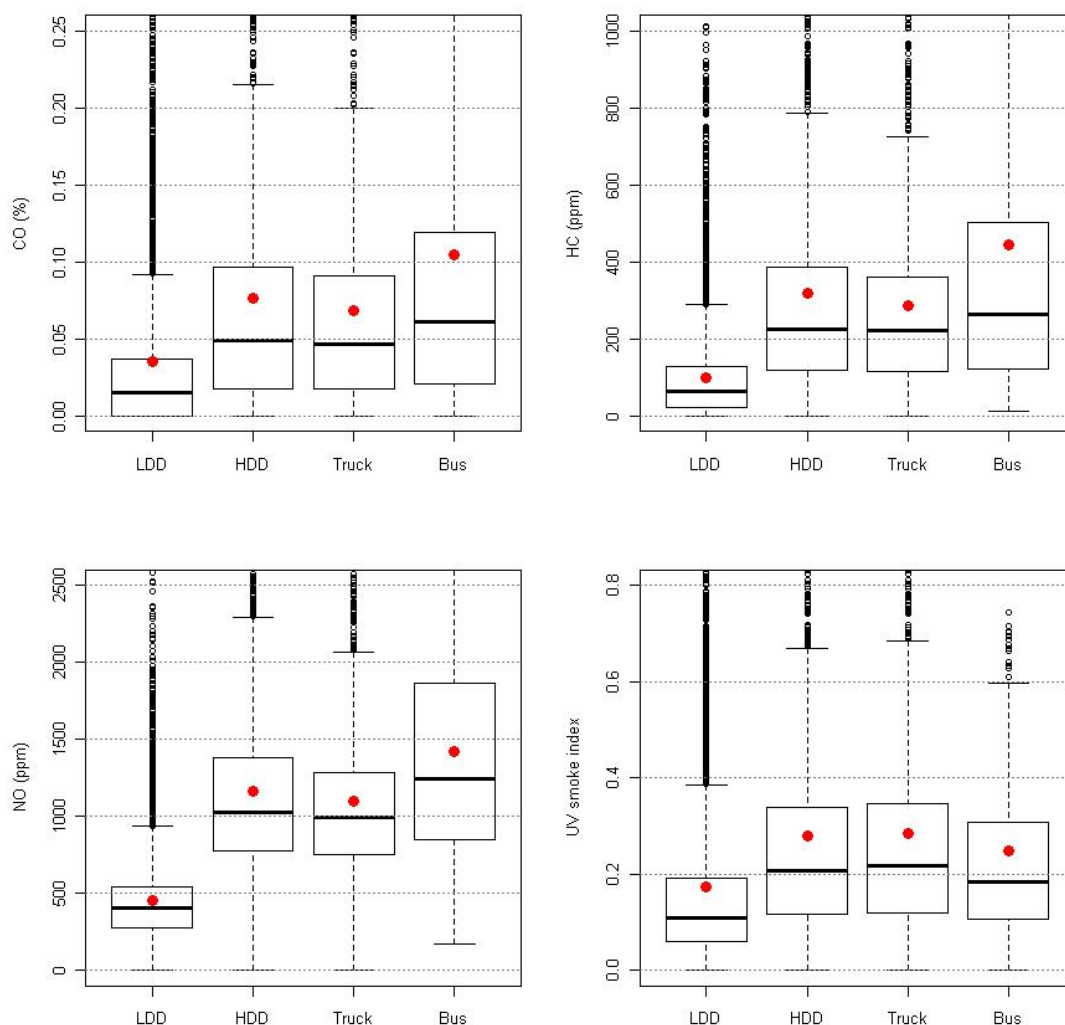 CO (%)
0.25
0.20
0.15
0.10
0.05
0.00
LDD HDD Truck Bus
HC (ppm)
1000
800
600
400
200
0
LDD HDD Truck Bus
NO (ppm)
2500
2000
1500
1000
500
0
LDD HDD Truck Bus
UV smoke index
0.8
0.6
0.4
0.2
0.0
LDD HDD Truck Bus